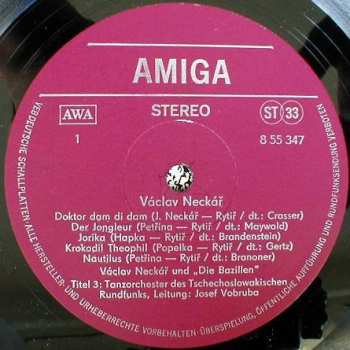 AMIGA
AWA
STEREO
ST 33
1
8 55 347
Václav Neckář
Doktor dam di dam (J. Neckář — Rytíř / dt.: Crasser)
Der Jongleur (Petřina — Rytíř / dt.: Maywald)
Jorika (Hapka — Rytíř / dt.: Brandenstein)
Krokodil Theophil (Popelka — Rytíř / dt.: Gertz)
Nautilus (Petřina — Rytíř / dt.: Branoner)
Václav Neckář und „Die Bazillen"
Titel 3: Tanzorchester des Tschechoslowakischen
Rundfunks, Leitung: Josef Vobruba
VEB DEUTSCHE SCHALLPLATTEN · ALLE HERSTELLER- UND URHEBERRECHTE VORBEHALTEN · ÜBERSPIELUNG, ÖFFENTLICHE AUFFÜHRUNG UND RUNDFUNKSENDUNG VERBOTEN